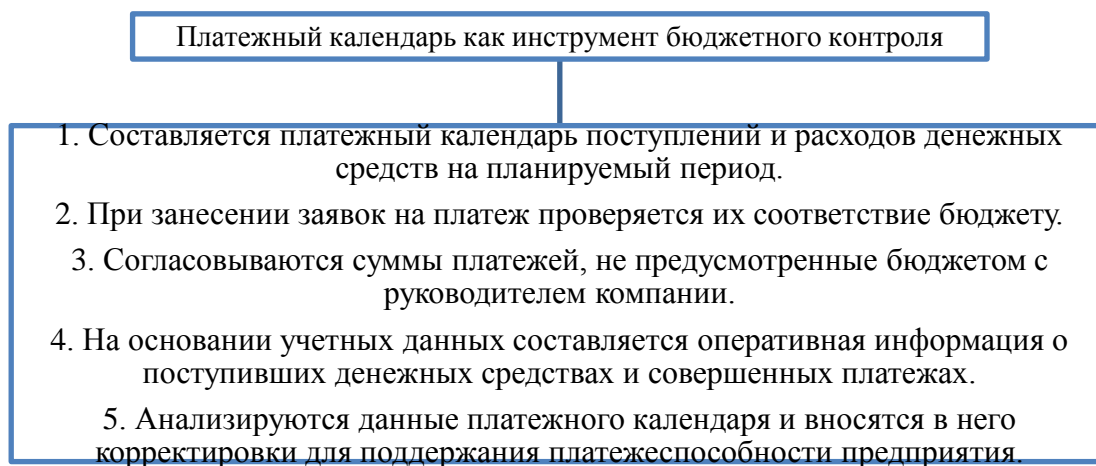 Платежный календарь как инструмент бюджетного контроля
1. Составляется платежный календарь поступлений и расходов денежных
средств на планируемый период.
2. При занесении заявок на платеж проверяется их соответствие бюджету.
3. Согласовываются суммы платежей, не предусмотренные бюджетом с
руководителем компании.
4. На основании учетных данных составляется оперативная информация о
поступивших денежных средствах и совершенных платежах.
5. Анализируются данные платежного календаря и вносятся в него
корректировки для поддержания платежеспособности предприятия.